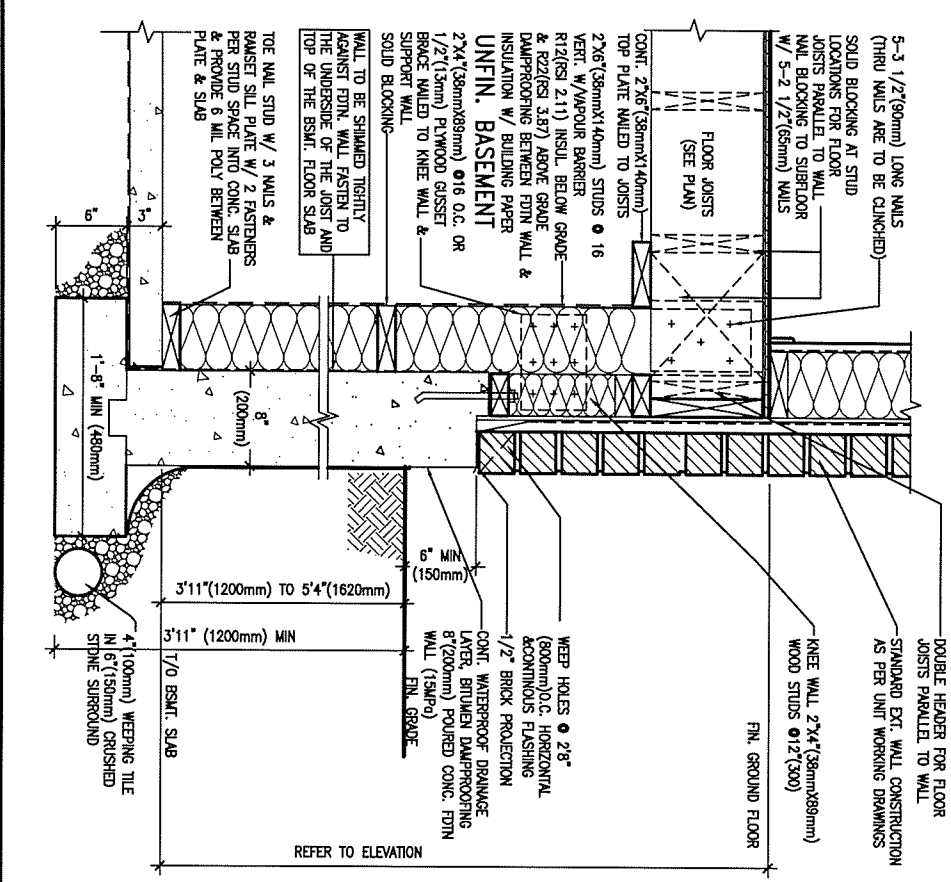 5-3 1/2"(90mm) LONG NAILS
(THRU NAILS ARE TO BE CLINCHED)
SOLID BLOCKING AT STUD
LOCATIONS FOR FLOOR
JOISTS PARALLEL TO WALL
NAIL BLOCKING TO SUBFLOOR
W/ 5-2 1/2"(65mm) NAILS
FLOOR JOISTS
(SEE PLAN)
CONT. 2"X6"(38mmX140mm)
TOP PLATE NAILED TO JOISTS
2"X6"(38mmX140mm) STUDS @ 16
VERT. W/VAPOUR BARRIER
R12(RSI 2.11) INSUL BELOW GRADE
& R22(RSI 3.87) ABOVE GRADE
DAMPPROOFING BETWEEN FDTN WALL &
INSULATION W/ BUILDING PAPER
UNFIN. BASEMENT
2"X4"(38mmX89mm) @16 O.C. OR
1/2"(13mm) PLYWOOD GUSSET
BRACE NAILED TO KNEE WALL &
SUPPORT WALL
SOLID BLOCKING
WALL TO BE SHIMMED TIGHTLY
AGAINST FDTN. WALL FASTEN TO
THE UNDERSIDE OF THE JOIST AND
TOP OF THE BSMT. FLOOR SLAB
TOE NAIL STUD W/ 3 NAILS &
RAMSET SILL PLATE W/ 2 FASTENERS
PER STUD SPACE INTO CONC. SLAB
& PROVIDE 6 MIL POLY BETWEEN
PLATE & SLAB
6"
3"
1'-8" MIN (480mm)
8"
(200mm)
DOUBLE HEADER FOR FLOOR
JOISTS PARALLEL TO WALL
STANDARD EXT. WALL CONSTRUCTION
AS PER UNIT WORKING DRAWINGS
KNEE WALL 2"X4"(38mmX89mm)
WOOD STUDS @12"(300)
FIN. GROUND FLOOR
WEEP HOLES @ 2'8"
(800mm)O.C. HORIZONTAL
&CONTINOUS FLASHING
1/2" BRICK PROJECTION
CONT. WATERPROOF DRAINAGE
LAYER, BITUMEN DAMPPROOFING
8"(200mm) POURED CONC. FDTN
WALL (15MPa)
6" MIN
(150mm)
FIN. GRADE
3'11"(1200mm) TO 5'4"(1620mm)
3'11" (1200mm) MIN
T/O BSMT. SLAB
4"(100mm) WEEPING TILE
IN 6"(150mm) CRUSHED
STONE SURROUND
REFER TO ELEVATION